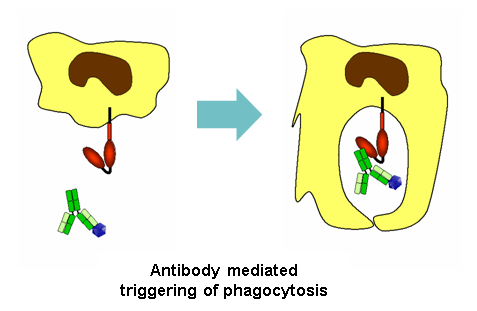 Antibody mediated
triggering of phagocytosis